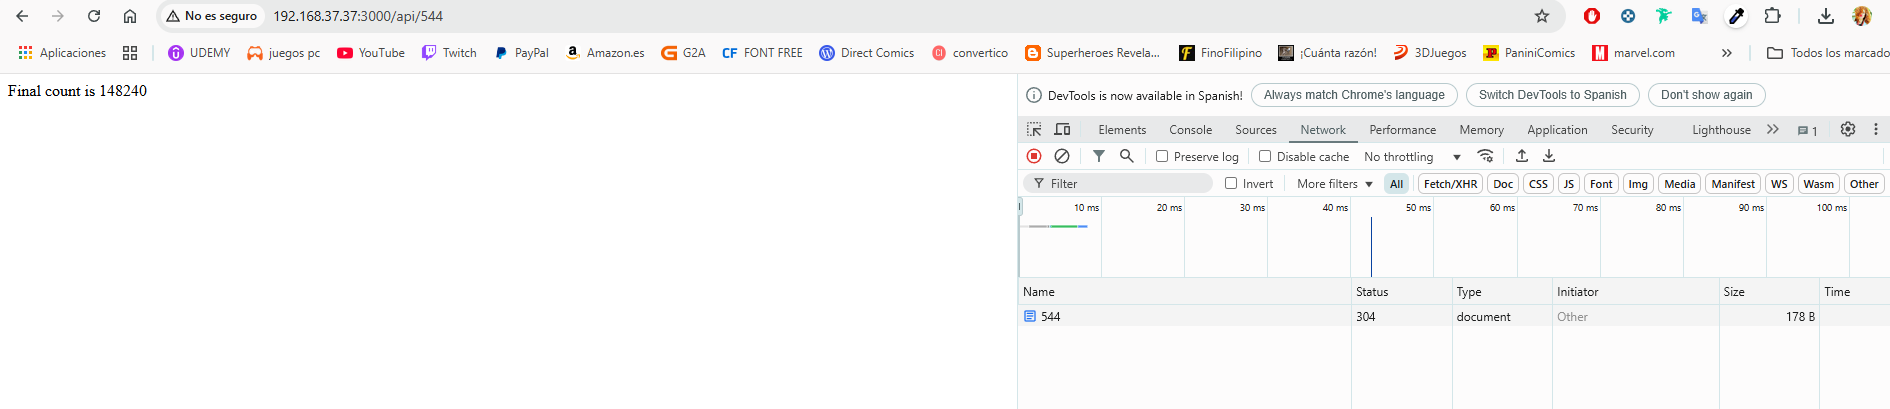 No es seguro 192.168.37.37:3000/api/544
Aplicaciones UDEMY juegos pc YouTube Twitch PayPal Amazon.es G2A CF FONT FREE Direct Comics convertico Superheroes Revela... FinoFilipino ¡Cuánta razón! 3DJuegos PaniniComics marvel.com » Todos los marcado
Final count is 148240
DevTools is now available in Spanish! Always match Chrome's language Switch DevTools to Spanish Don't show again
Elements Console Sources Network Performance Memory Application Security Lighthouse » 1
Preserve log Disable cache No throttling
Filter Invert More filters All Fetch/XHR Doc CSS JS Font Img Media Manifest WS Wasm Other
10 ms 20 ms 30 ms 40 ms 50 ms 60 ms 70 ms 80 ms 90 ms 100 ms
Name Status Type Initiator Size Time
544 304 document Other 178 B